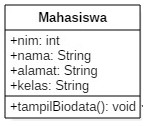 Mahasiswa
+nim: int
+nama: String
+alamat: String
+kelas: String
+tampilBiodata(): void